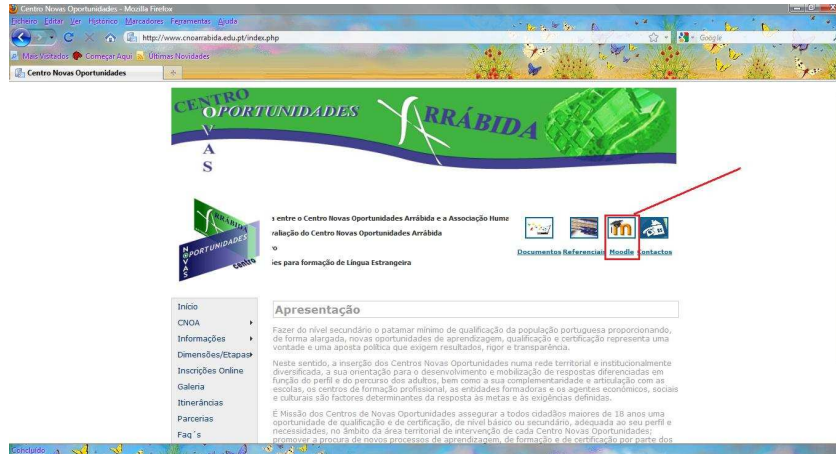 Centro Novas Oportunidades - Mozilla Firefox
Ficheiro Editar Ver Histórico Marcadores Ferramentas Ajuda
http://www.cnoarrabida.edu.pt/index.php
Google
Mais Visitados Começar Aqui Últimas Novidades
Centro Novas Oportunidades
CENTRO
OPORTUNIDADES
NOVAS
ARRÁBIDA
entre o Centro Novas Oportunidades Arrábida e a Associação Huma
valiação do Centro Novas Oportunidades Arrábida
ARRÁBIDA
OPORTUNIDADES
NOVAS
Centro
ões para formação de Língua Estrangeira
Documentos Referenciais Moodle Contactos
Início
CNOA
Informações
Dimensões/Etapas
Inscrições Online
Galeria
Itinerâncias
Parcerias
Faq´s
Apresentação
Fazer do nível secundário o patamar mínimo de qualificação da população portuguesa proporcionando,
de forma alargada, novas oportunidades de aprendizagem, qualificação e certificação representa uma
vontade e uma aposta política que exigem resultados, rigor e transparência.
Neste sentido, a inserção dos Centros Novas Oportunidades numa rede territorial e institucionalmente
diversificada, a sua orientação para o desenvolvimento e mobilização de respostas diferenciadas em
função do perfil e do percurso dos adultos, bem como a sua complementaridade e articulação com as
escolas, os centros de formação profissional, as entidades formadoras e os agentes económicos, sociais
e culturais são factores determinantes da resposta às metas e às exigências definidas.
É Missão dos Centros de Novas Oportunidades assegurar a todos cidadãos maiores de 18 anos uma
oportunidade de qualificação e de certificação, de nível básico ou secundário, adequada ao seu perfil e
necessidades, no âmbito da área territorial de intervenção de cada Centro Novas Oportunidades;
promover a procura de novos processos de aprendizagem, de formação e de certificação por parte dos
Concluído